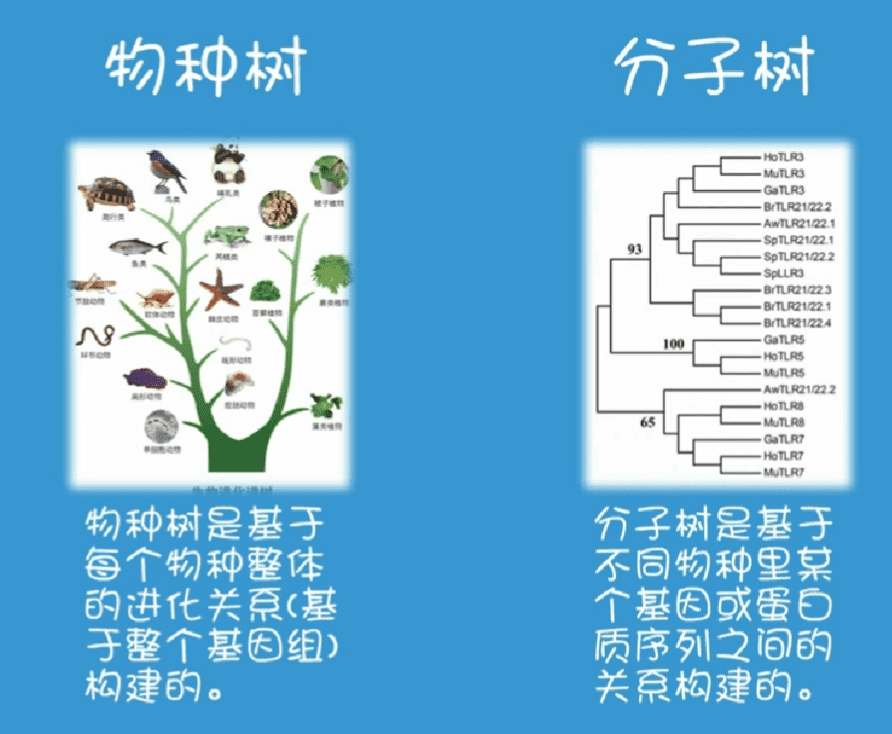 物种树
分子树
鸟类
哺乳类
爬行类
被子植物
裸子植物
鱼类
两栖类
节肢动物
软体动物
棘皮动物
苔藓植物
蕨类植物
环节动物
线形动物
扁形动物
腔肠动物
单细胞动物
藻类植物
生物进化谱树
HoTLR3
MuTLR3
GaTLR3
BrTLR21/22.2
AwTLR21/22.1
93
SpTLR21/22.1
SpTLR21/22.2
SpLLR3
BrTLR21/22.3
BrTLR21/22.1
BrTLR21/22.4
GaTLR5
100
HoTLR5
MuTLR5
AwTLR21/22.2
HoTLR8
65
MuTLR8
GaTLR7
HoTLR7
MuTLR7
物种树是基于
每个物种整体
的进化关系(基
于整个基因组)
构建的。
分子树是基于
不同物种里某
个基因或蛋白
质序列之间的
关系构建的。